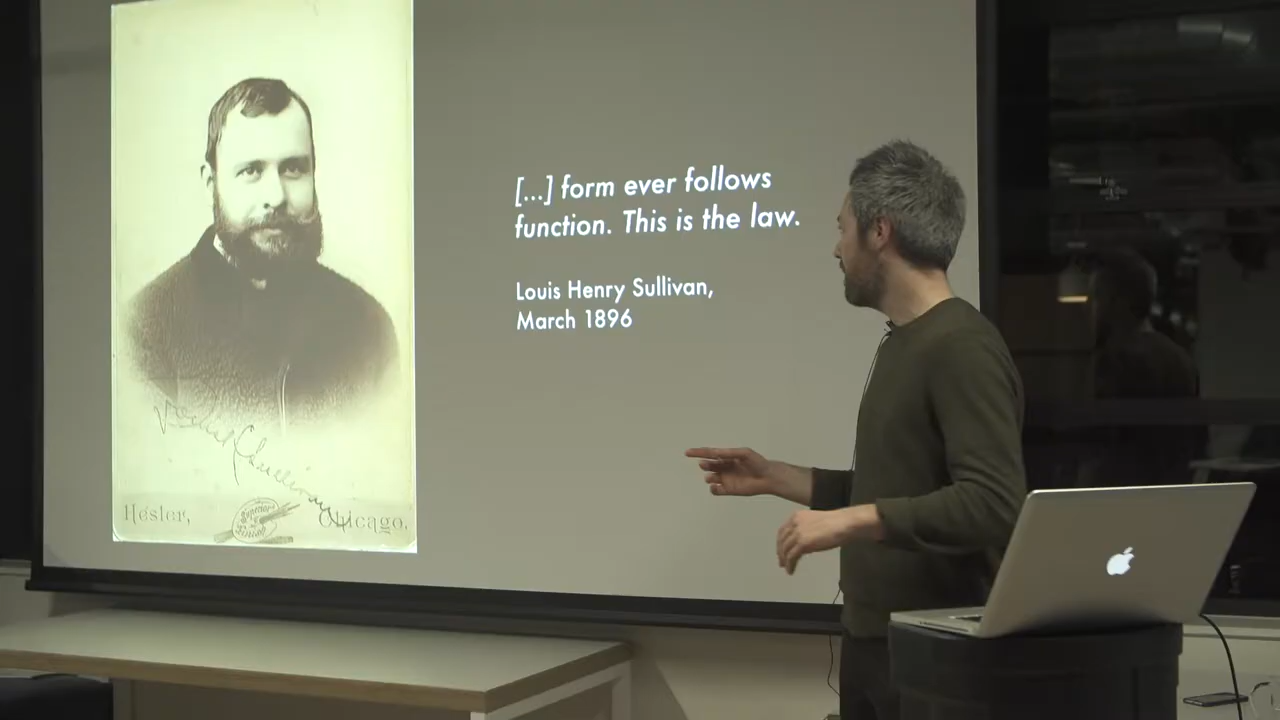 [...] form ever follows
function. This is the law.
Louis Henry Sullivan,
March 1896
Hesler,
Chicago.